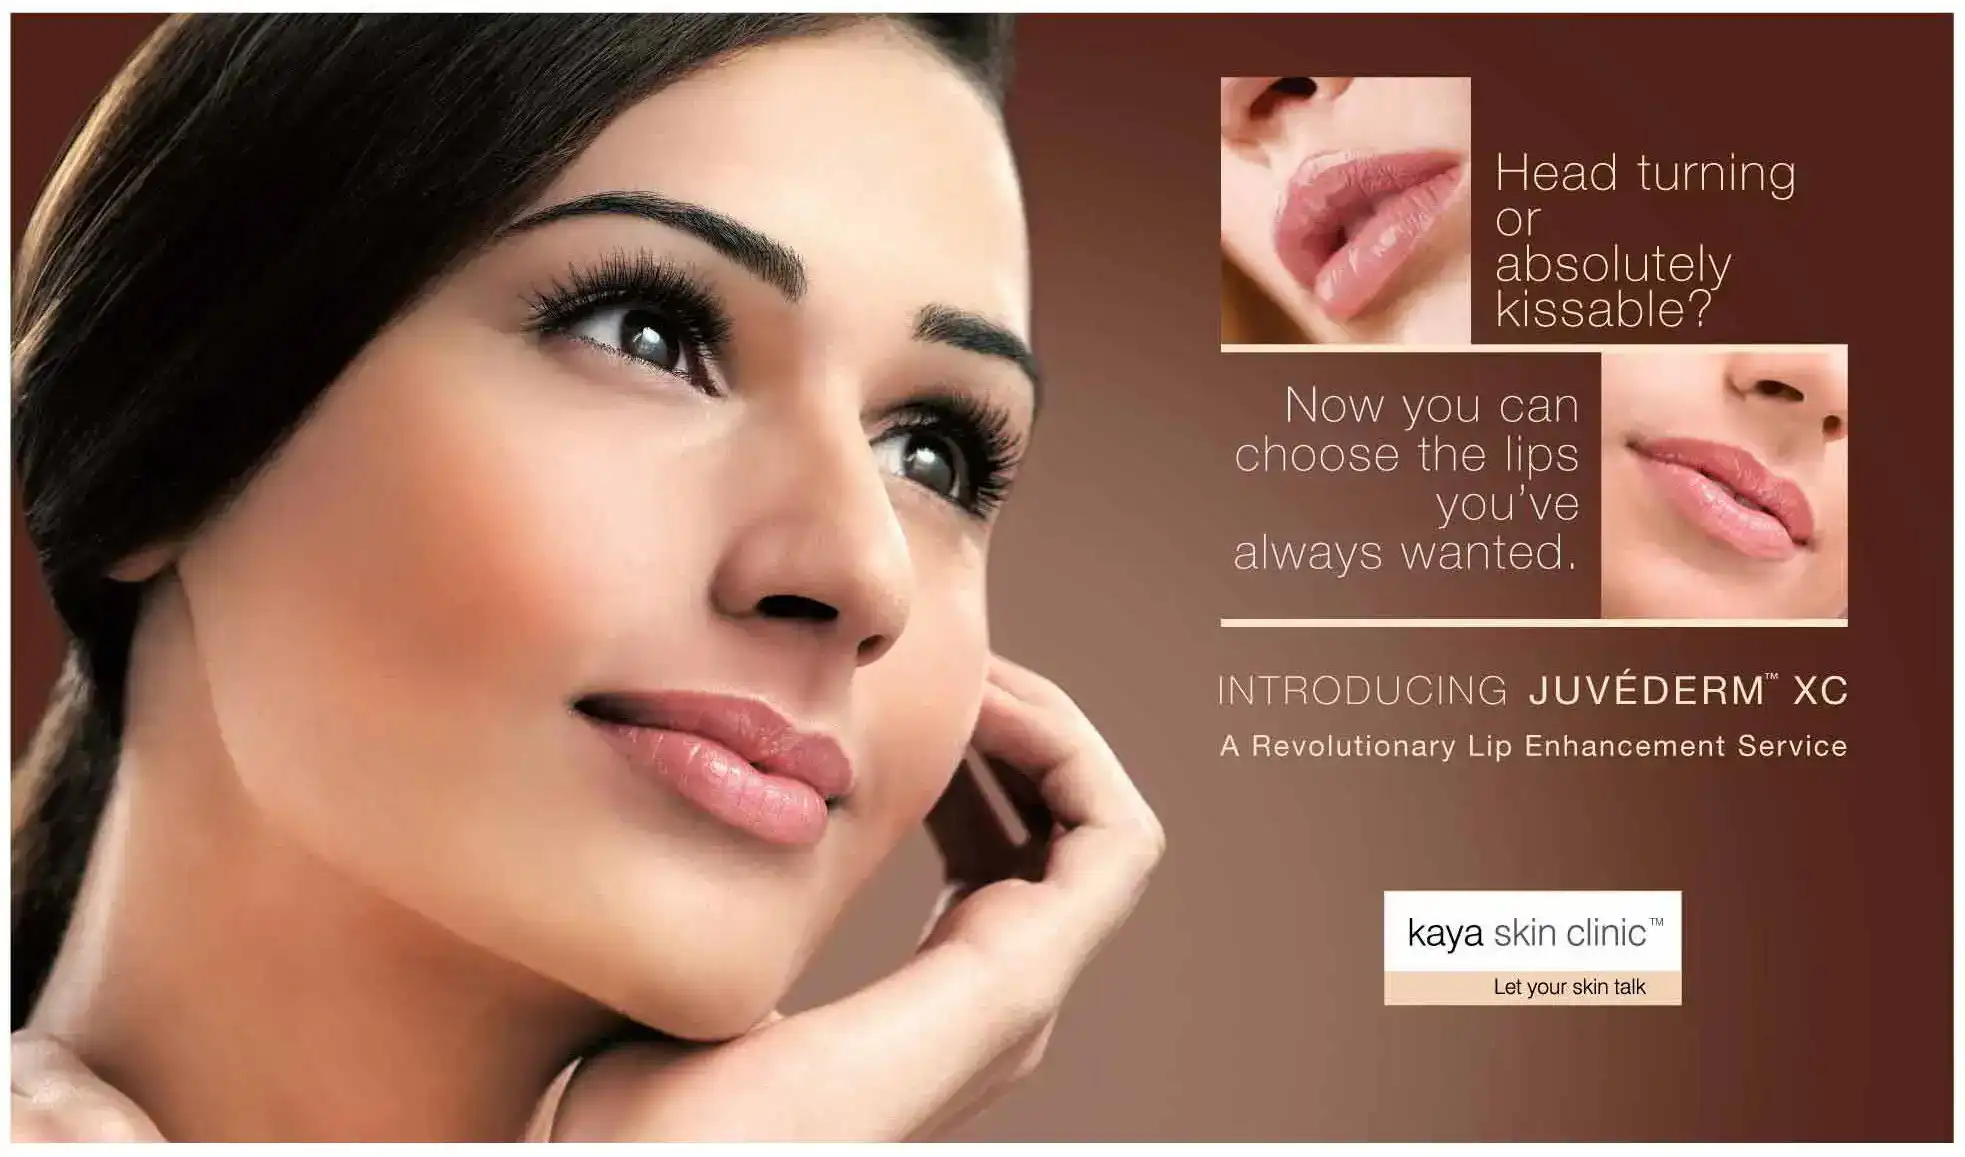 Head turning
or
absolutely
kissable?
Now you can
choose the lips
you've
always wanted.
INTRODUCING JUVÉDERM™ XC
A Revolutionary Lip Enhancement Service
kaya skin clinic™
Let your skin talk